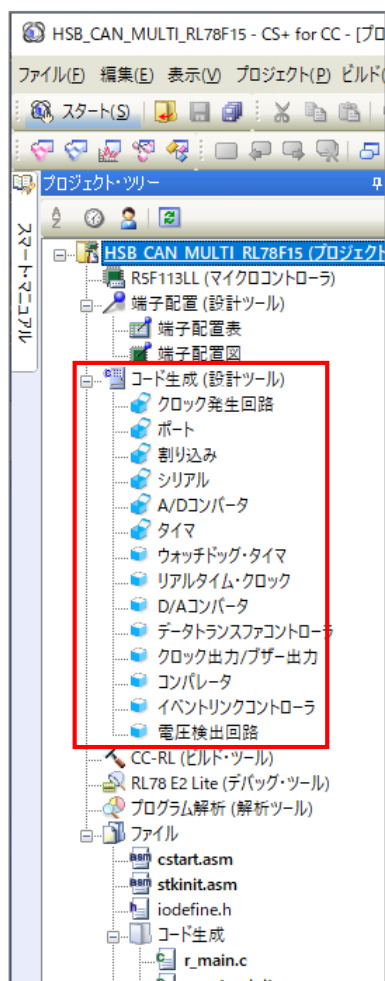 HSB_CAN_MULTI_RL78F15 - CS+ for CC - [プロ
ファイル(F) 編集(E) 表示(V) プロジェクト(P) ビルド(
スタート(S)
プロジェクト・ツリー
スマート・マニュアル
HSB_CAN_MULTI_RL78F15 (プロジェクト
R5F113LL (マイクロコントローラ)
端子配置 (設計ツール)
端子配置表
端子配置図
コード生成 (設計ツール)
クロック発生回路
ポート
割り込み
シリアル
A/Dコンバータ
タイマ
ウォッチドッグ・タイマ
リアルタイム・クロック
D/Aコンバータ
データトランスファコントローラ
クロック出力/ブザー出力
コンパレータ
イベントリンクコントローラ
電圧検出回路
CC-RL (ビルド・ツール)
RL78 E2 Lite (デバッグ・ツール)
プログラム解析 (解析ツール)
ファイル
cstart.asm
stkinit.asm
iodefine.h
コード生成
r_main.c